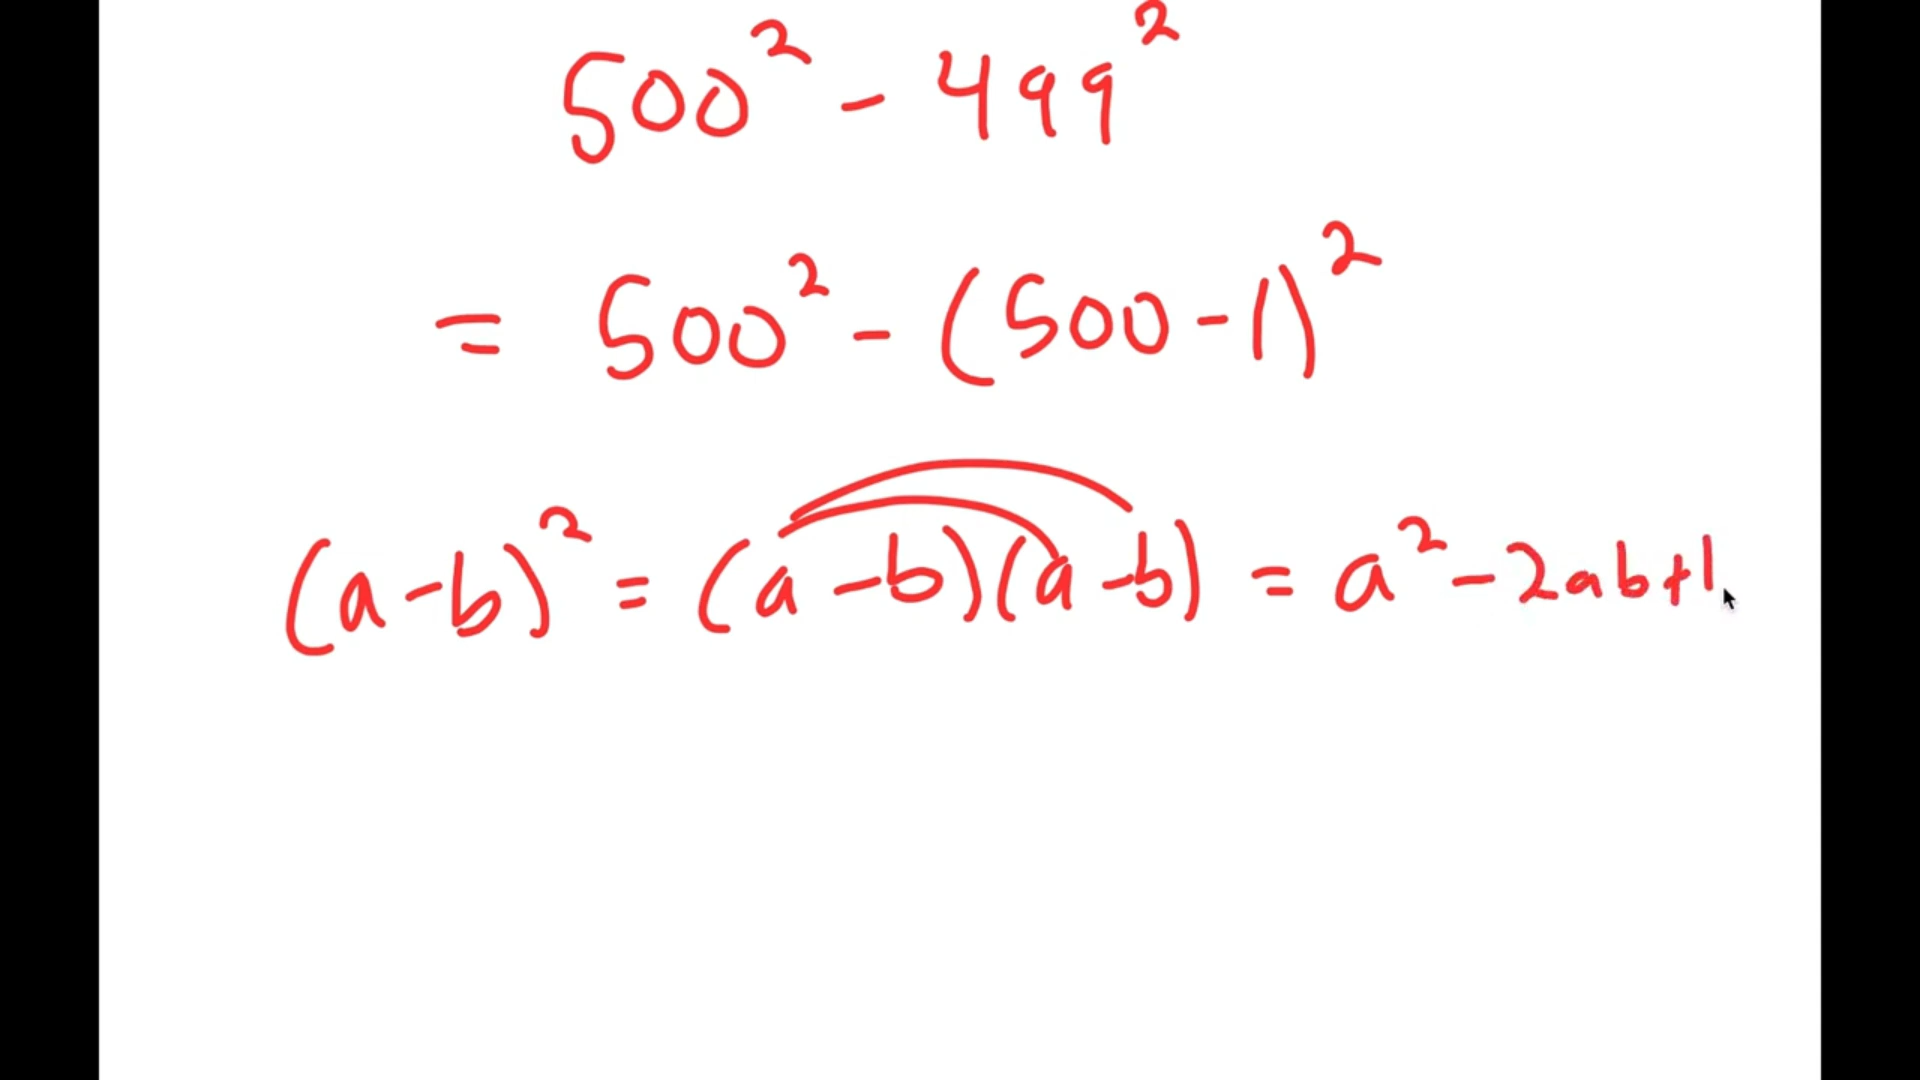 500² - 499²
= 500² - (500-1)²
(a-b)² = (a-b)(a-b) = a² - 2ab+1